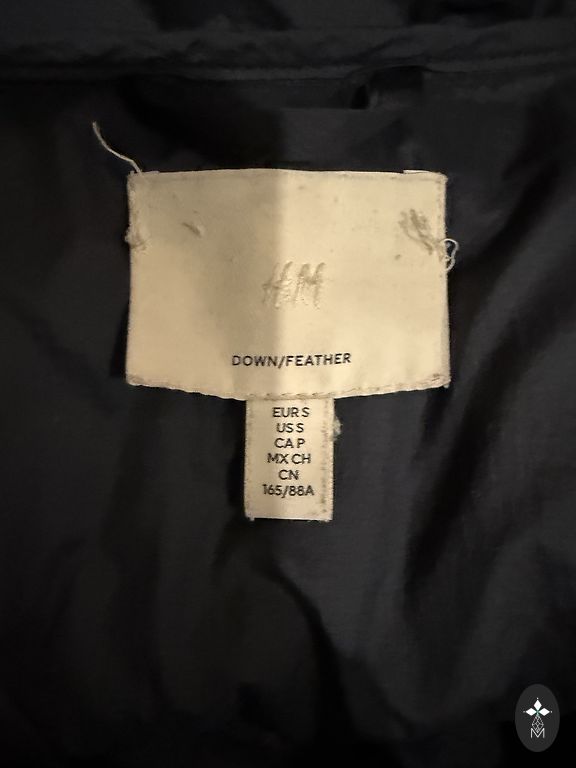 H&M
DOWN/FEATHER
EUR S
US S
CA P
MX CH
CN
165/88A
M